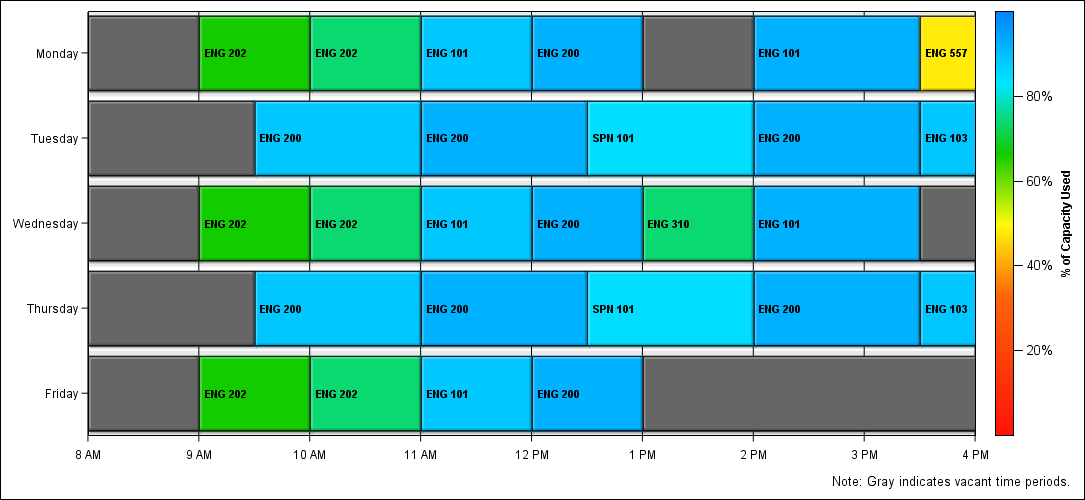 Monday
ENG 202
ENG 202
ENG 101
ENG 200
ENG 101
ENG 557
Tuesday
ENG 200
ENG 200
SPN 101
ENG 200
ENG 103
Wednesday
ENG 202
ENG 202
ENG 101
ENG 200
ENG 310
ENG 101
Thursday
ENG 200
ENG 200
SPN 101
ENG 200
ENG 103
Friday
ENG 202
ENG 202
ENG 101
ENG 200
8 AM
9 AM
10 AM
11 AM
12 PM
1 PM
2 PM
3 PM
4 PM
80%
60%
40%
20%
% of Capacity Used
Note: Gray indicates vacant time periods.